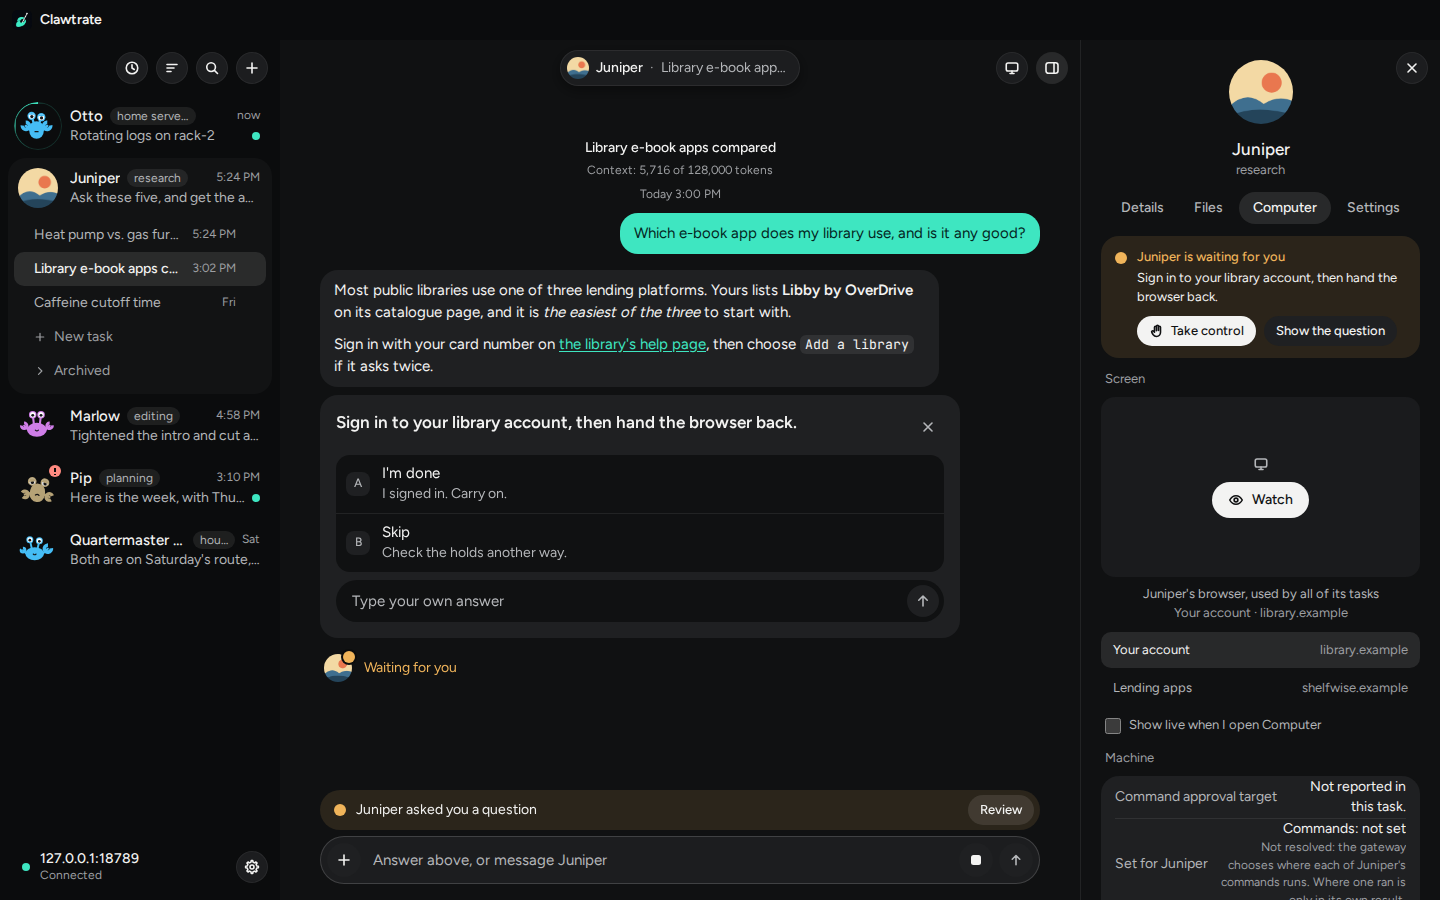 Clawtrate
Otto
home serve...
now
Rotating logs on rack-2
Juniper
research
5:24 PM
Ask these five, and get the a...
Heat pump vs. gas fur...
5:24 PM
Library e-book apps c...
3:02 PM
Caffeine cutoff time
Fri
New task
Archived
Marlow
editing
4:58 PM
Tightened the intro and cut a...
Pip
planning
3:10 PM
Here is the week, with Thu...
Quartermaster ...
hou...
Sat
Both are on Saturday's route,...
127.0.0.1:18789
Connected
Juniper · Library e-book app...
Library e-book apps compared
Context: 5,716 of 128,000 tokens
Today 3:00 PM
Which e-book app does my library use, and is it any good?
Most public libraries use one of three lending platforms. Yours lists Libby by OverDrive
on its catalogue page, and it is the easiest of the three to start with.
Sign in with your card number on the library's help page, then choose Add a library
if it asks twice.
Sign in to your library account, then hand the browser back.
A
I'm done
I signed in. Carry on.
B
Skip
Check the holds another way.
Type your own answer
Waiting for you
Juniper asked you a question
Review
Answer above, or message Juniper
Juniper
research
Details
Files
Computer
Settings
Juniper is waiting for you
Sign in to your library account, then hand the
browser back.
Take control
Show the question
Screen
Watch
Juniper's browser, used by all of its tasks
Your account · library.example
Your account
library.example
Lending apps
shelfwise.example
Show live when I open Computer
Machine
Command approval target
Not reported in
this task.
Set for Juniper
Commands: not set
Not resolved: the gateway
chooses where each of Juniper's
commands runs. Where one ran is
only in its own result.